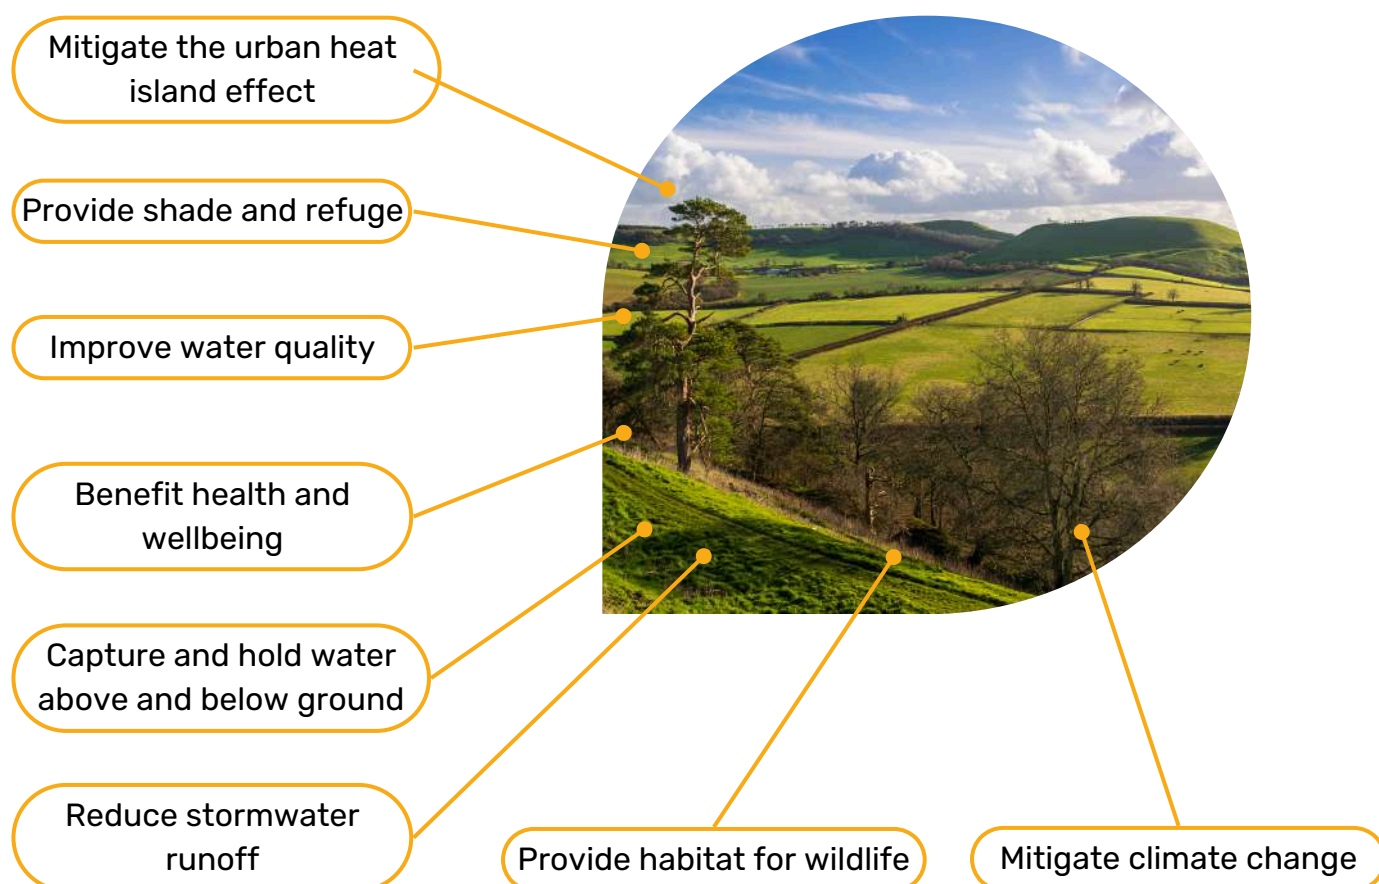 Mitigate the urban heat
island effect
Provide shade and refuge
Improve water quality
Benefit health and
wellbeing
Capture and hold water
above and below ground
Reduce stormwater
runoff
Provide habitat for wildlife
Mitigate climate change